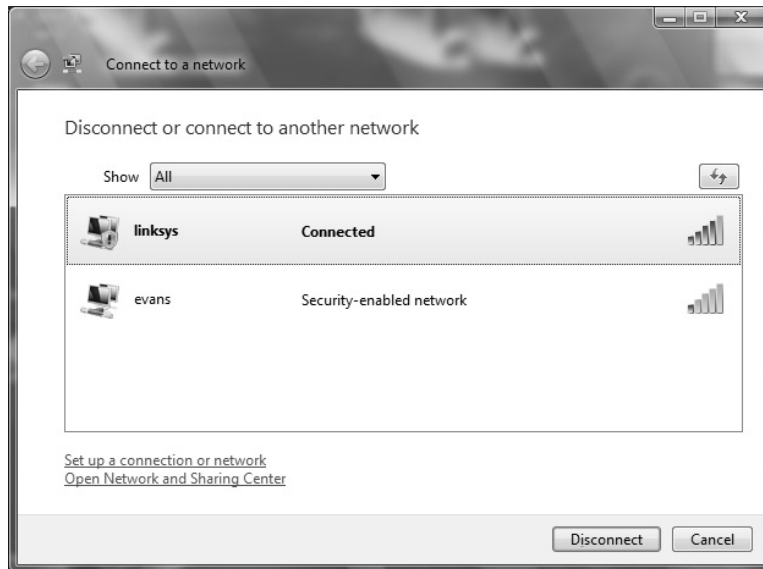 Connect to a network
Disconnect or connect to another network
Show All
linksys Connected
evans Security-enabled network
Set up a connection or network
Open Network and Sharing Center
Disconnect Cancel